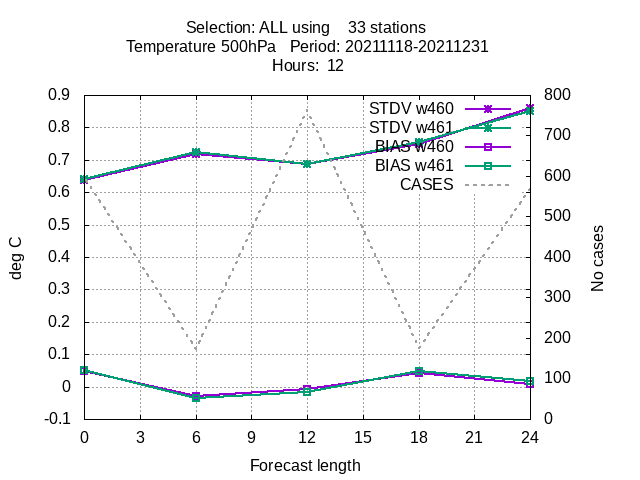 Selection: ALL using 33 stations
Temperature 500hPa Period: 20211118-20211231
Hours: 12
0.9
0.8
0.7
0.6
0.5
0.4
0.3
0.2
0.1
0
-0.1
deg C
STDV w460
STDV w461
BIAS w460
BIAS w461
CASES
800
700
600
500
400
300
200
100
0
No cases
0 3 6 9 12 15 18 21 24
Forecast length